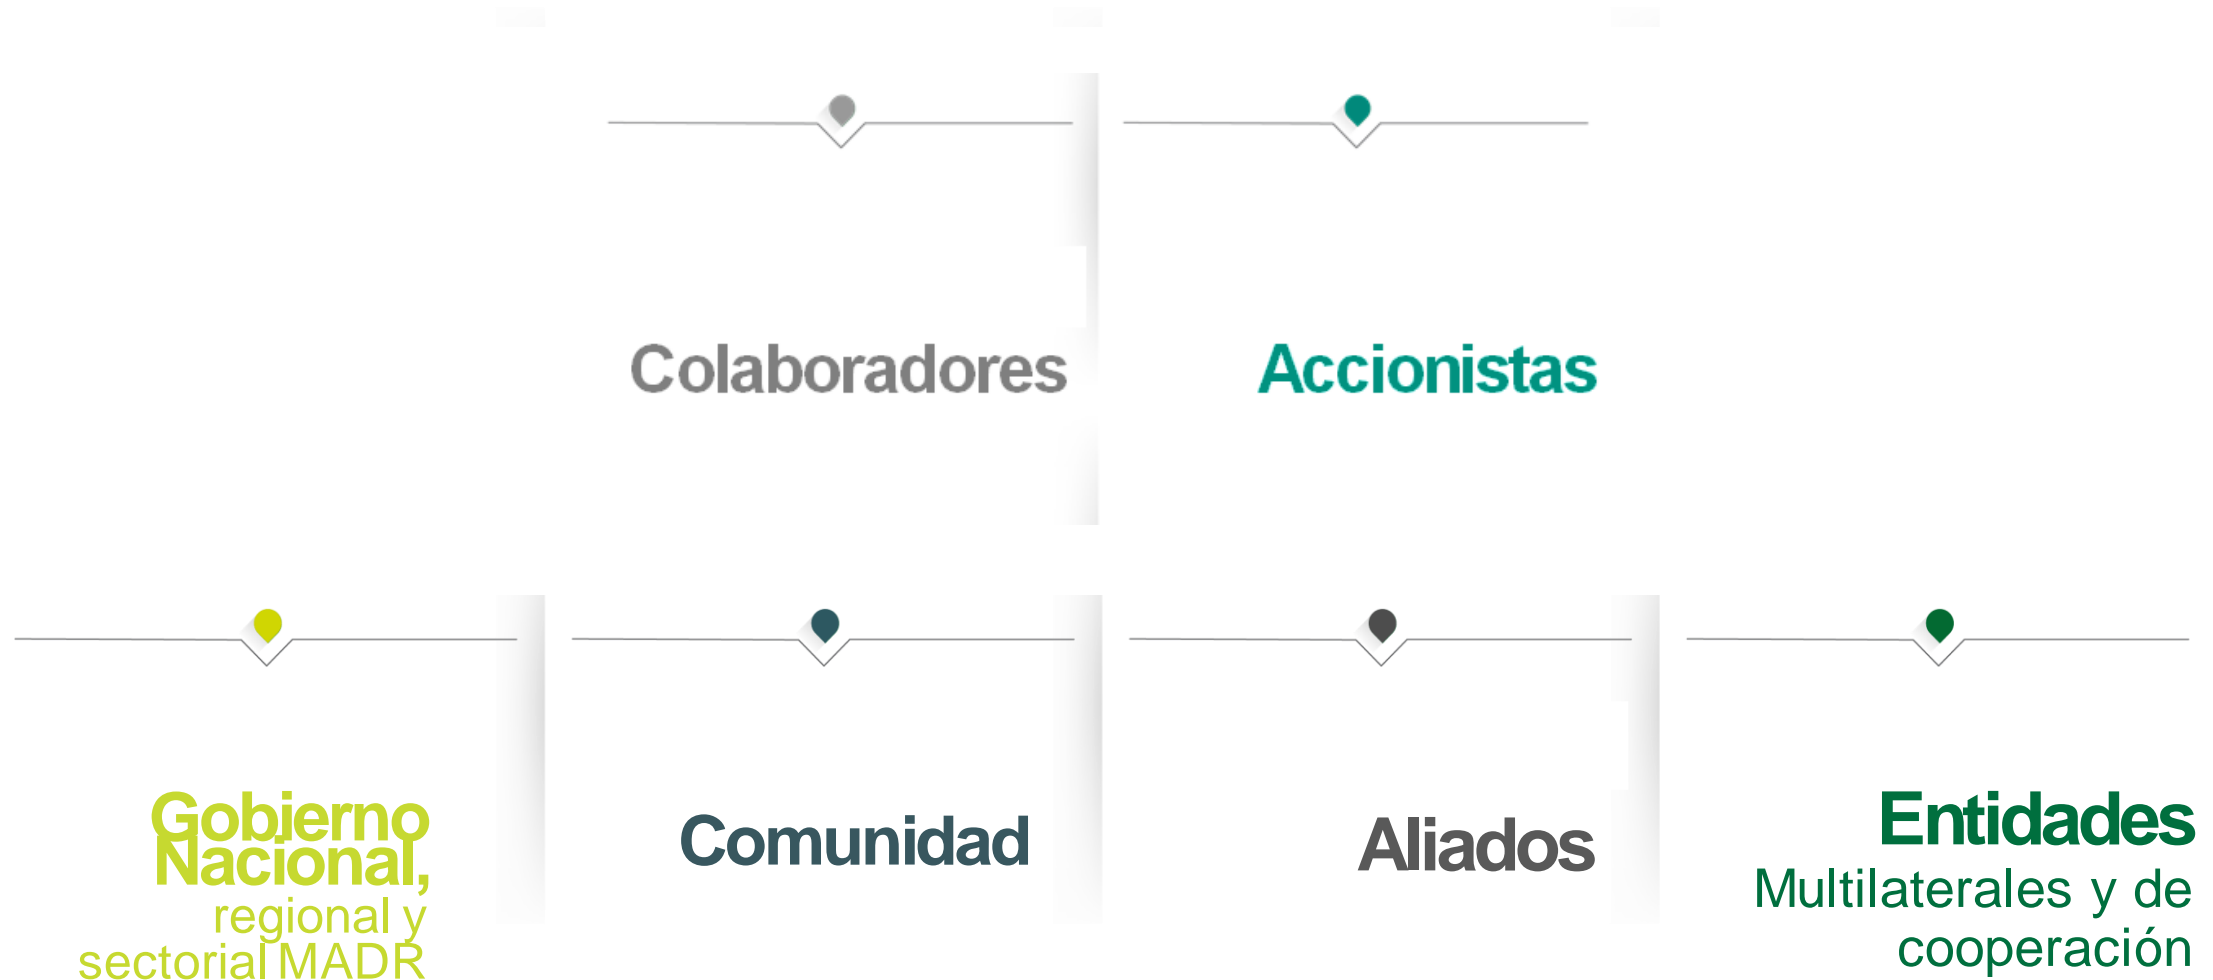 Colaboradores
Accionistas
Gobierno
Nacional,
regional y
sectorial MADR
Comunidad
Aliados
Entidades
Multilaterales y de
cooperación